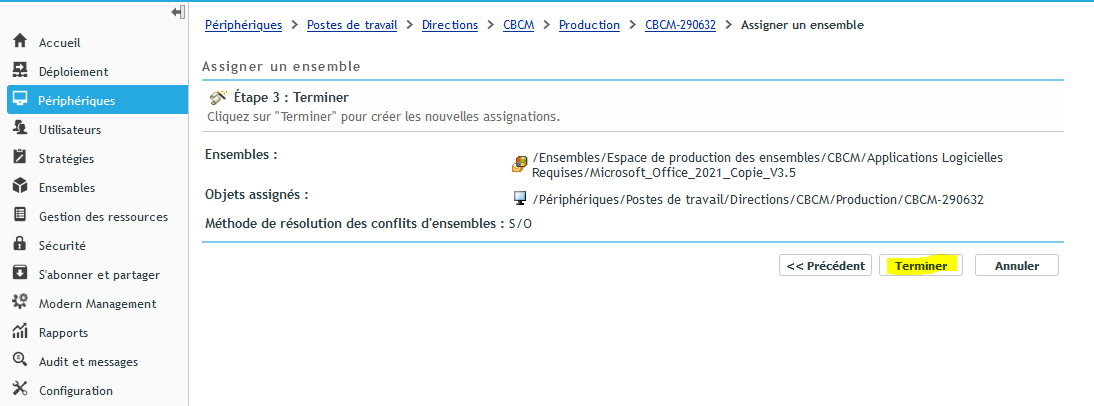 Périphériques > Postes de travail > Directions > CBCM > Production > CBCM-290632 > Assigner un ensemble
Accueil
Déploiement
Périphériques
Utilisateurs
Stratégies
Ensembles
Gestion des ressources
Sécurité
S'abonner et partager
Modern Management
Rapports
Audit et messages
Configuration
Assigner un ensemble
Étape 3 : Terminer
Cliquez sur "Terminer" pour créer les nouvelles assignations.
Ensembles :
/Ensembles/Espace de production des ensembles/CBCM/Applications Logicielles
Requises/Microsoft_Office_2021_Copie_V3.5
Objets assignés :
/Périphériques/Postes de travail/Directions/CBCM/Production/CBCM-290632
Méthode de résolution des conflits d'ensembles : S/O
<< Précédent Terminer Annuler